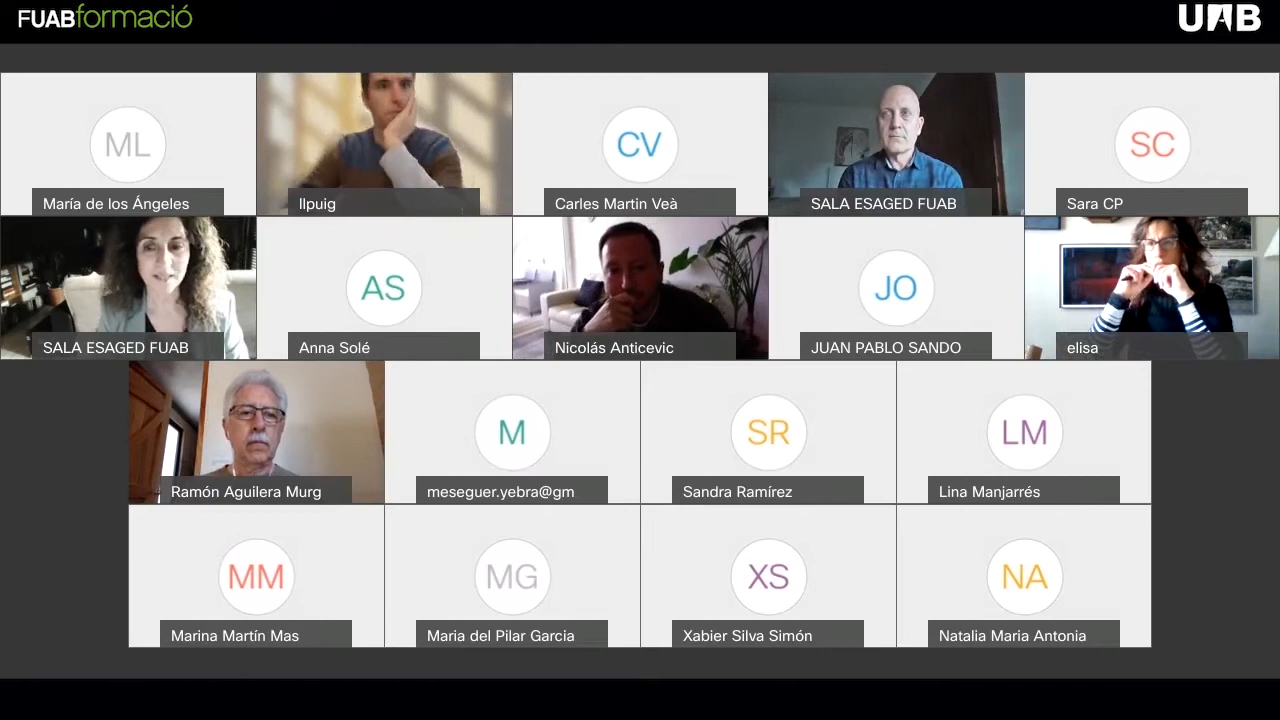 FUABformació
UAB
ML
María de los Ángeles
llpuig
CV
Carles Martin Veà
SALA ESAGED FUAB
SC
Sara CP
SALA ESAGED FUAB
AS
Anna Solé
Nicolás Anticevic
JO
JUAN PABLO SANDO
elisa
Ramón Aguilera Murg
M
meseguer.yebra@gm
SR
Sandra Ramírez
LM
Lina Manjarrés
MM
Marina Martín Mas
MG
Maria del Pilar Garcia
XS
Xabier Silva Simón
NA
Natalia Maria Antonia